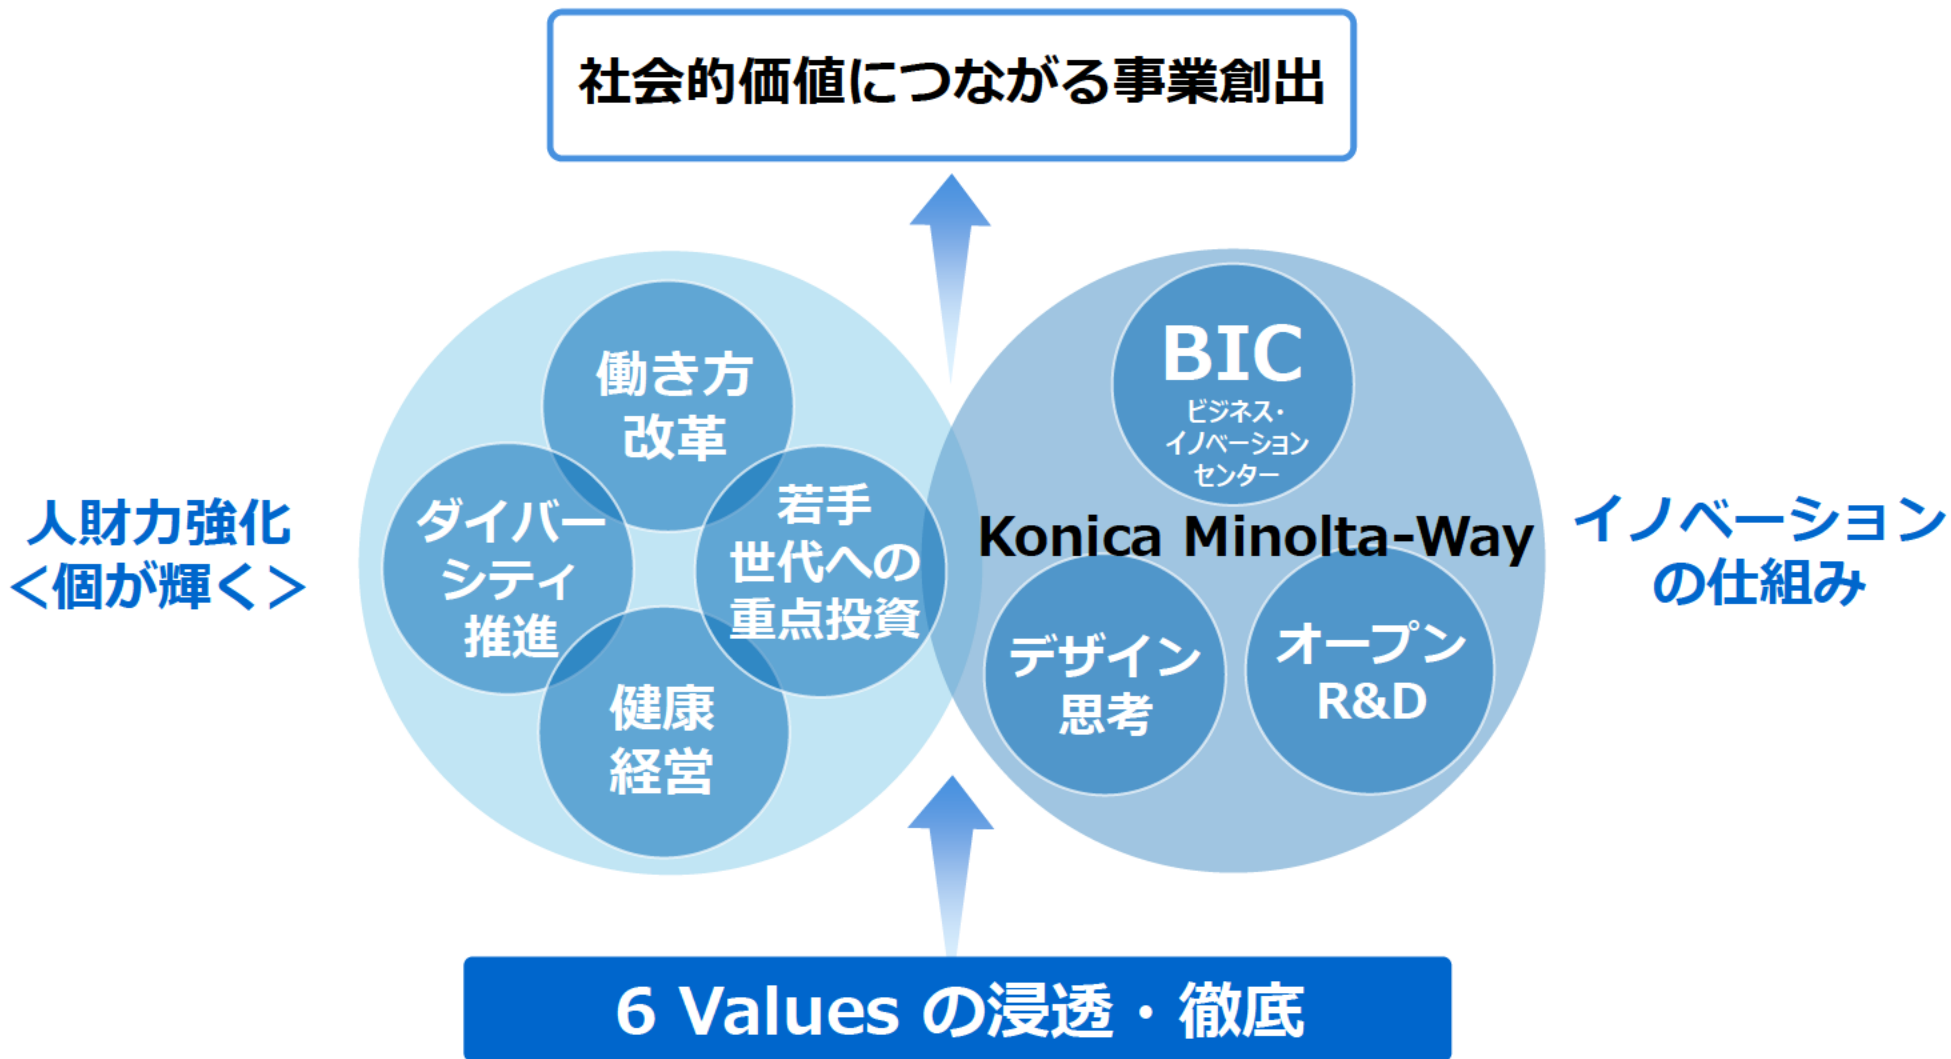 社会的価値につながる事業創出
働き方
改革
ダイバー
シティ
推進
若手
世代への
重点投資
健康
経営
人財力強化
<個が輝く>
BIC
ビジネス・
イノベーション
センター
Konica Minolta-Way
デザイン
思考
オープン
R&D
イノベーション
の仕組み
6 Values の浸透・徹底